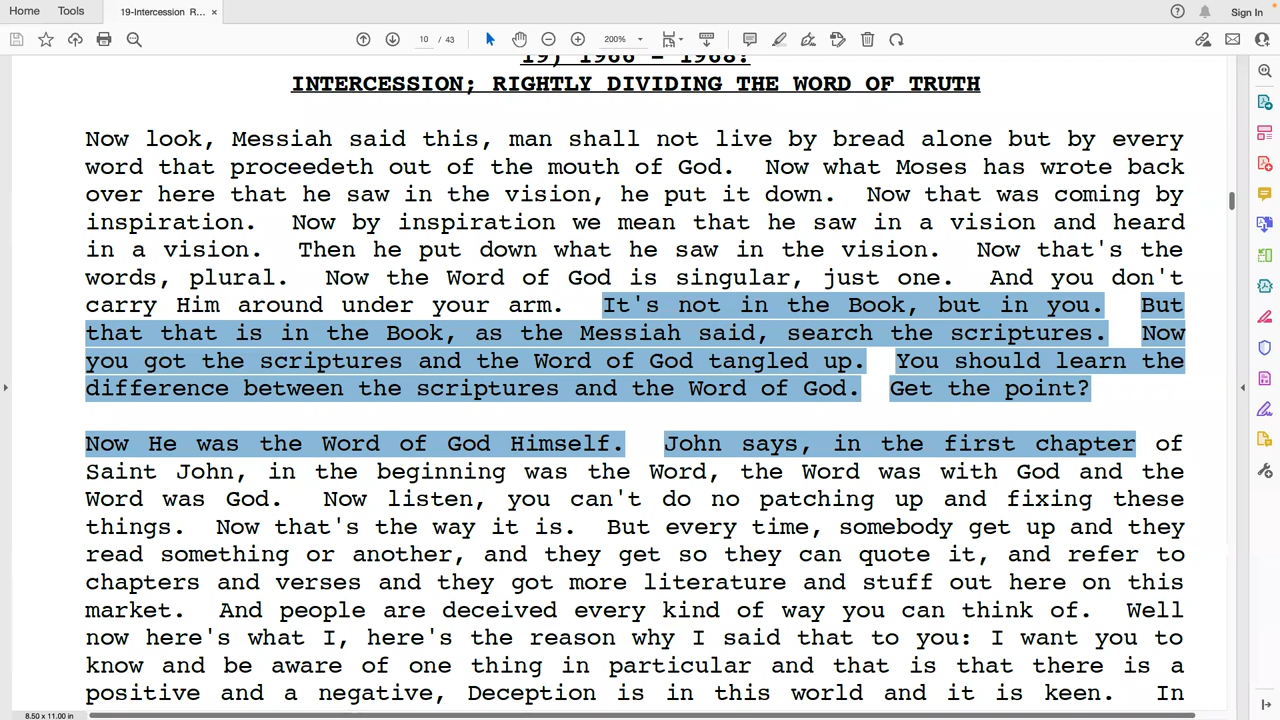 Home
Tools
19-Intercession R... ×
Sign In
10 / 43
200%
19) 1966 – 1968:
INTERCESSION; RIGHTLY DIVIDING THE WORD OF TRUTH
Now look, Messiah said this, man shall not live by bread alone but by every
word that proceedeth out of the mouth of God. Now what Moses has wrote back
over here that he saw in the vision, he put it down. Now that was coming by
inspiration. Now by inspiration we mean that he saw in a vision and heard
in a vision. Then he put down what he saw in the vision. Now that's the
words, plural. Now the Word of God is singular, just one. And you don't
carry Him around under your arm. It's not in the Book, but in you. But
that that is in the Book, as the Messiah said, search the scriptures. Now
you got the scriptures and the Word of God tangled up. You should learn the
difference between the scriptures and the Word of God. Get the point?
Now He was the Word of God Himself. John says, in the first chapter of
Saint John, in the beginning was the Word, the Word was with God and the
Word was God. Now listen, you can't do no patching up and fixing these
things. Now that's the way it is. But every time, somebody get up and they
read something or another, and they get so they can quote it, and refer to
chapters and verses and they got more literature and stuff out here on this
market. And people are deceived every kind of way you can think of. Well
now here's what I, here's the reason why I said that to you: I want you to
know and be aware of one thing in particular and that is that there is a
positive and a negative, Deception is in this world and it is keen. In
8.50 x 11.00 in